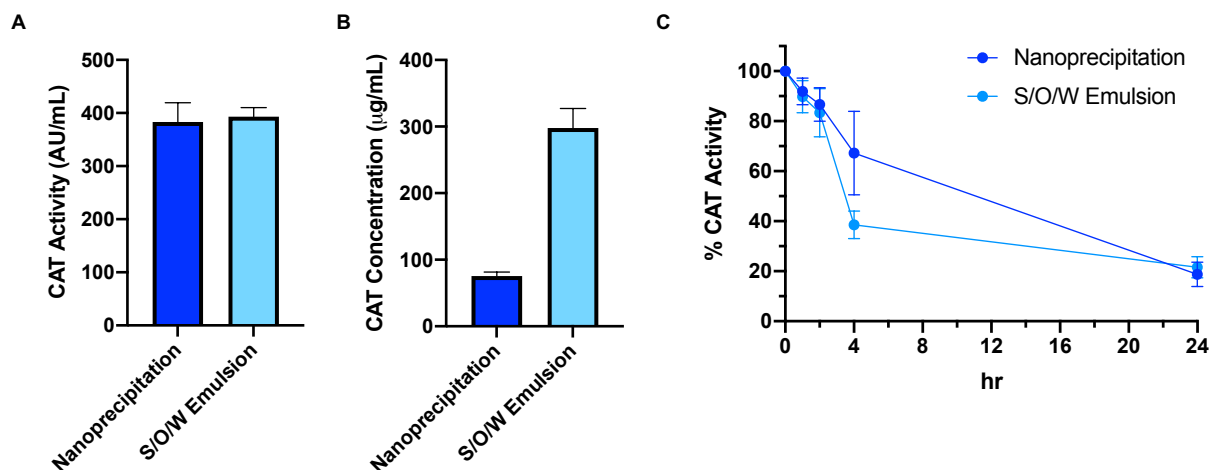 A
CAT Activity (AU/mL)
500
400
300
200
100
0
Nanoprecipitation
S/O/W Emulsion
B
CAT Concentration (µg/mL)
400
300
200
100
0
Nanoprecipitation
S/O/W Emulsion
C
Nanoprecipitation
S/O/W Emulsion
% CAT Activity
100
80
60
40
20
0
0 4 8 12 16 20 24
hr